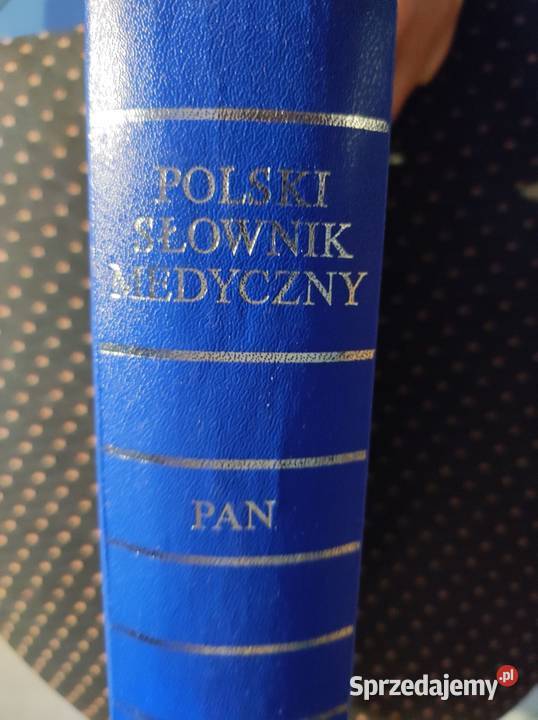 POLSKI
SŁOWNIK
MEDYCZNY
PAN
Sprzedajemy.pl